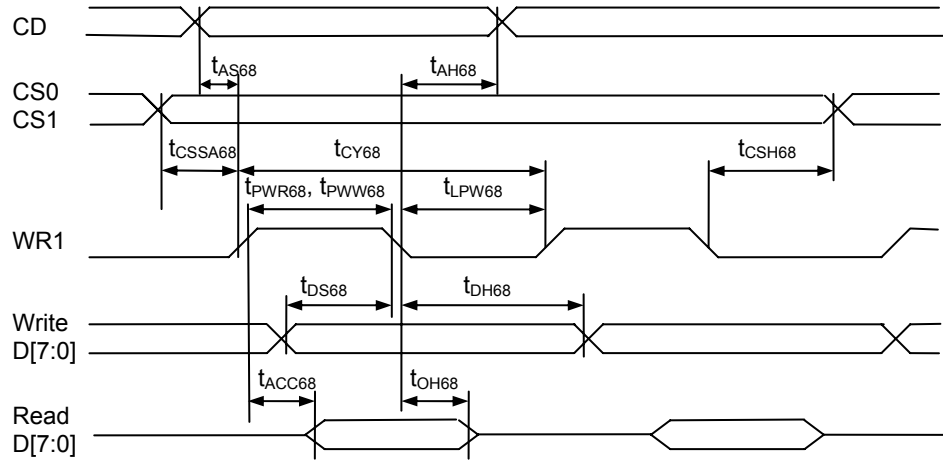 CD
tAS68 tAH68
CS0
CS1
tCSSA68 tCY68 tCSH68
tPWR68, tPWW68 tLPW68
WR1
tDS68 tDH68
Write
D[7:0]
tACC68 tOH68
Read
D[7:0]